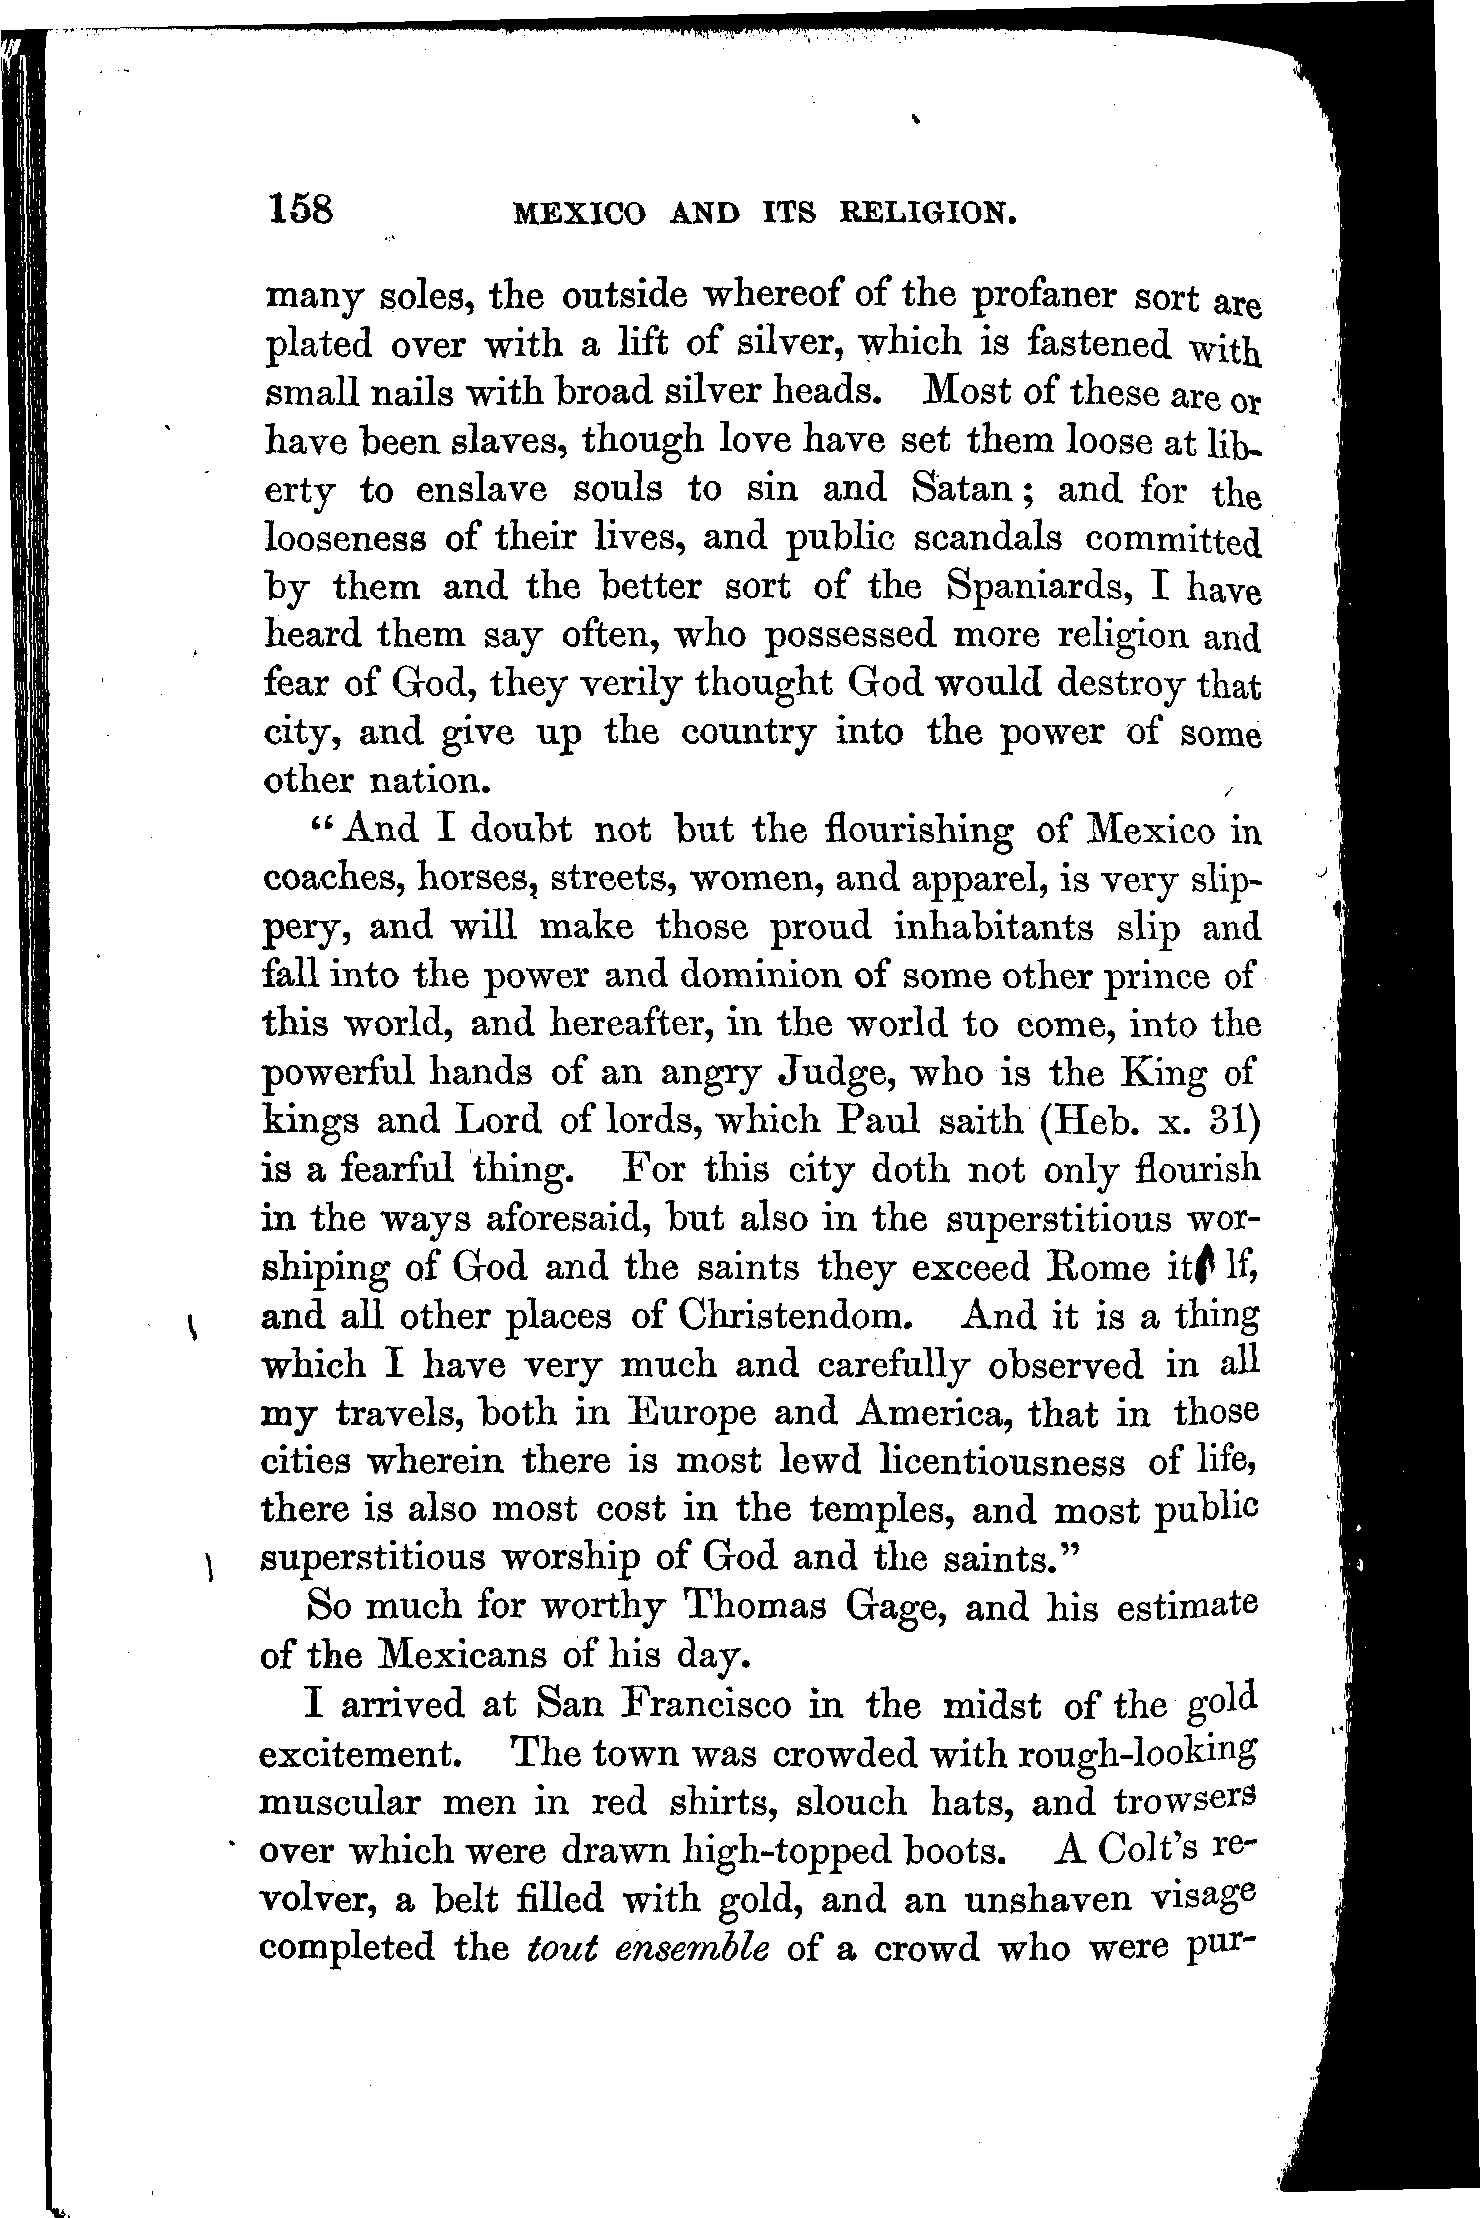 158 MEXICO AND ITS RELIGION.
many soles, the outside whereof of the profaner sort are
plated over with a lift of silver, which is fastened with
small nails with broad silver heads. Most of these are or
have been slaves, though love have set them loose at lib-
erty to enslave souls to sin and Satan; and for the
looseness of their lives, and public scandals committed
by them and the better sort of the Spaniards, I have
heard them say often, who possessed more religion and
fear of God, they verily thought God would destroy that
city, and give up the country into the power of some
other nation.
“And I doubt not but the flourishing of Mexico in
coaches, horses, streets, women, and apparel, is very slip-
pery, and will make those proud inhabitants slip and
fall into the power and dominion of some other prince of
this world, and hereafter, in the world to come, into the
powerful hands of an angry Judge, who is the King of
kings and Lord of lords, which Paul saith (Heb. x. 31)
is a fearful thing. For this city doth not only flourish
in the ways aforesaid, but also in the superstitious wor-
shiping of God and the saints they exceed Rome
and all other places of Christendom. And it is a thing
which I have very much and carefully observed in all
my travels, both in Europe and America, that in those
cities wherein there is most lewd licentiousness of life,
there is also most cost in the temples, and most public
superstitious worship of God and the saints.”
So much for worthy Thomas Gage, and his estimate
of the Mexicans of his day.
I arrived at San Francisco in the midst of the gold
excitement. The town was crowded with rough-looking
muscular men in red shirts, slouch hats, and trowsers
over which were drawn high-topped boots. A Colt’s re-
volver, a belt filled with gold, and an unshaven visage
completed the tout ensemble of a crowd who were pur-